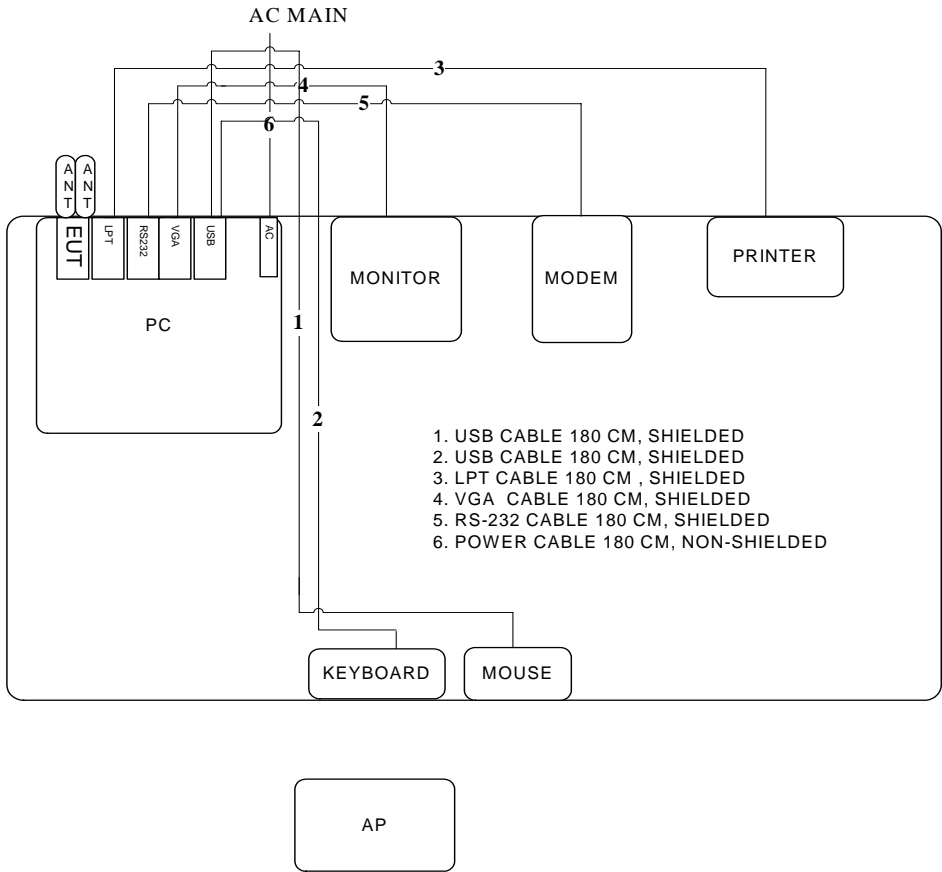 AC MAIN
3
4
5
6
ANT
ANT
EUT
LPT
RS232
VGA
USB
AC
PC
MONITOR
MODEM
PRINTER
1
2
1. USB CABLE 180 CM, SHIELDED
2. USB CABLE 180 CM, SHIELDED
3. LPT CABLE 180 CM , SHIELDED
4. VGA  CABLE 180 CM, SHIELDED
5. RS-232 CABLE 180 CM, SHIELDED
6. POWER CABLE 180 CM, NON-SHIELDED
KEYBOARD
MOUSE
AP